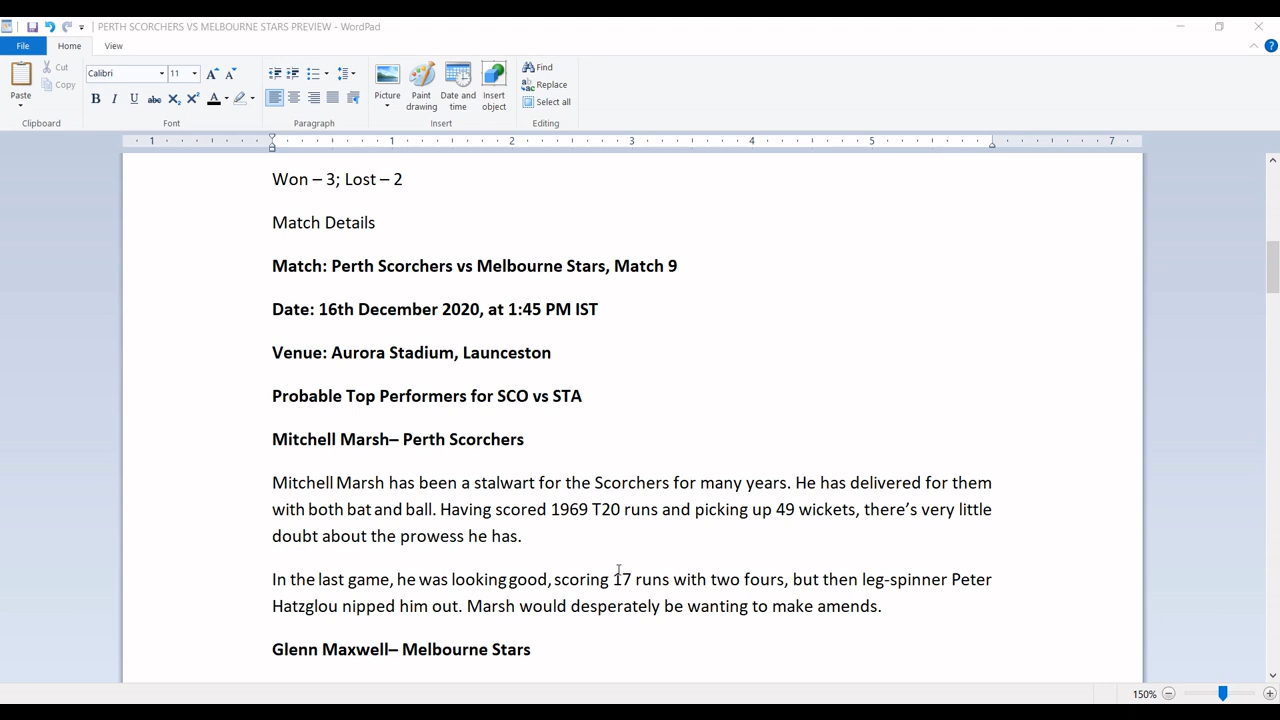 PERTH SCORCHERS VS MELBOURNE STARS PREVIEW - WordPad
File Home View
Paste
Cut
Copy
Clipboard
Calibri 11
Font
Paragraph
Picture
Paint drawing
Date and time
Insert object
Insert
Find
Replace
Select all
Editing
1 1 2 3 4 5 7
Won – 3; Lost – 2
Match Details
Match: Perth Scorchers vs Melbourne Stars, Match 9
Date: 16th December 2020, at 1:45 PM IST
Venue: Aurora Stadium, Launceston
Probable Top Performers for SCO vs STA
Mitchell Marsh– Perth Scorchers
Mitchell Marsh has been a stalwart for the Scorchers for many years. He has delivered for them
with both bat and ball. Having scored 1969 T20 runs and picking up 49 wickets, there’s very little
doubt about the prowess he has.
In the last game, he was looking good, scoring 17 runs with two fours, but then leg-spinner Peter
Hatzglou nipped him out. Marsh would desperately be wanting to make amends.
Glenn Maxwell– Melbourne Stars
150%